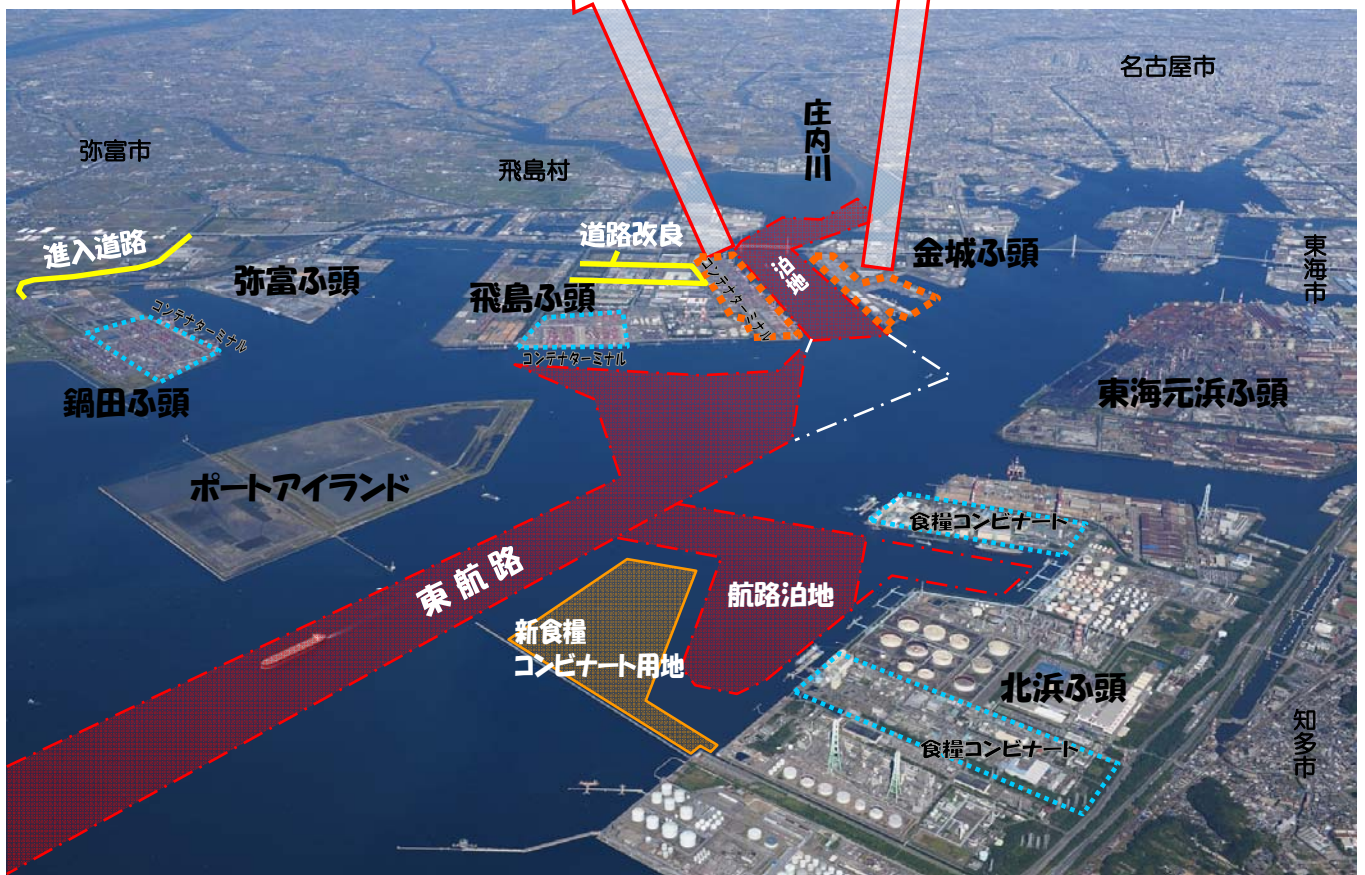 名古屋市
庄内川
弥富市
飛島村
進入道路
道路改良
金城ふ頭
東海市
弥富ふ頭
飛島ふ頭
コンテナターミナル
泊地
コンテナターミナル
コンテナターミナル
鍋田ふ頭
東海元浜ふ頭
ポートアイランド
食糧コンビナート
東航路
航路泊地
新食糧
コンビナート用地
北浜ふ頭
食糧コンビナート
知多市